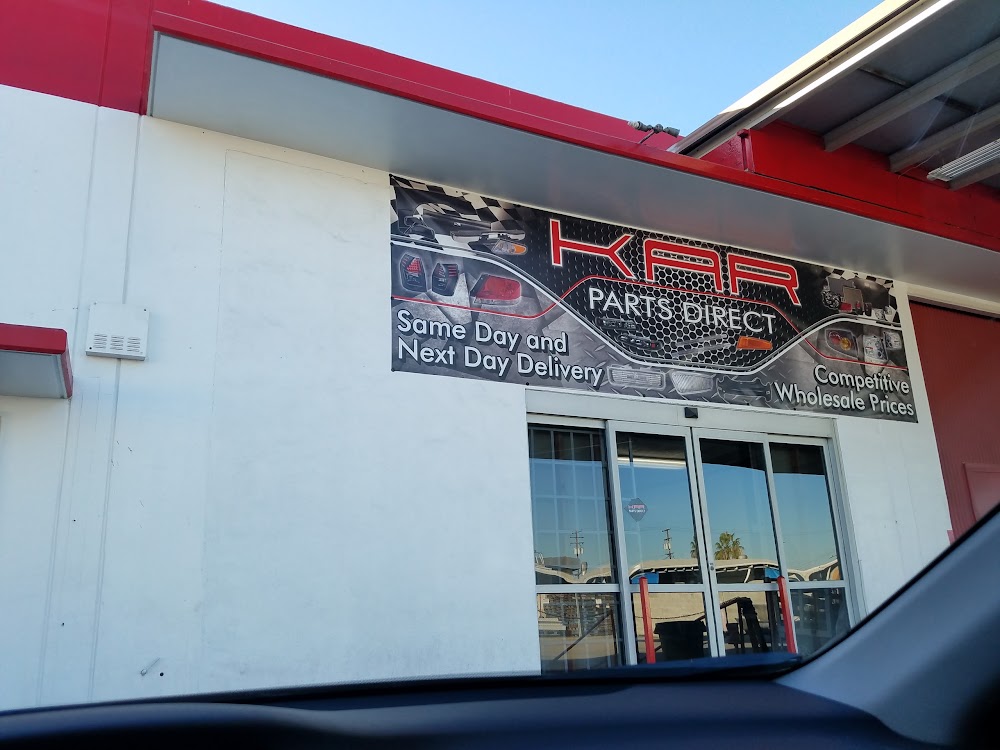 KAR
PARTS DIRECT
Same Day and
Next Day Delivery
Competitive
Wholesale Prices